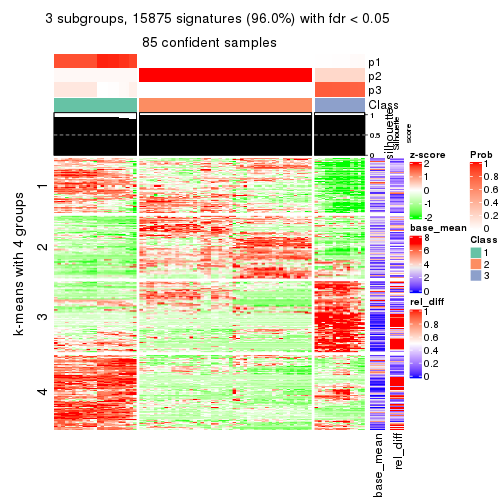 3 subgroups, 15875 signatures (96.0%) with fdr < 0.05
85 confident samples
p1
p2
p3
Class
1
0.5
0
silhouette
Silhouette
score
k-means with 4 groups
1
2
3
4
z-score
2
1
0
-1
-2
base_mean
8
6
4
2
0
rel_diff
1
0.8
0.6
0.4
0.2
0
Prob
1
0.8
0.6
0.4
0.2
0
Class
1
2
3
base_mean
rel_diff